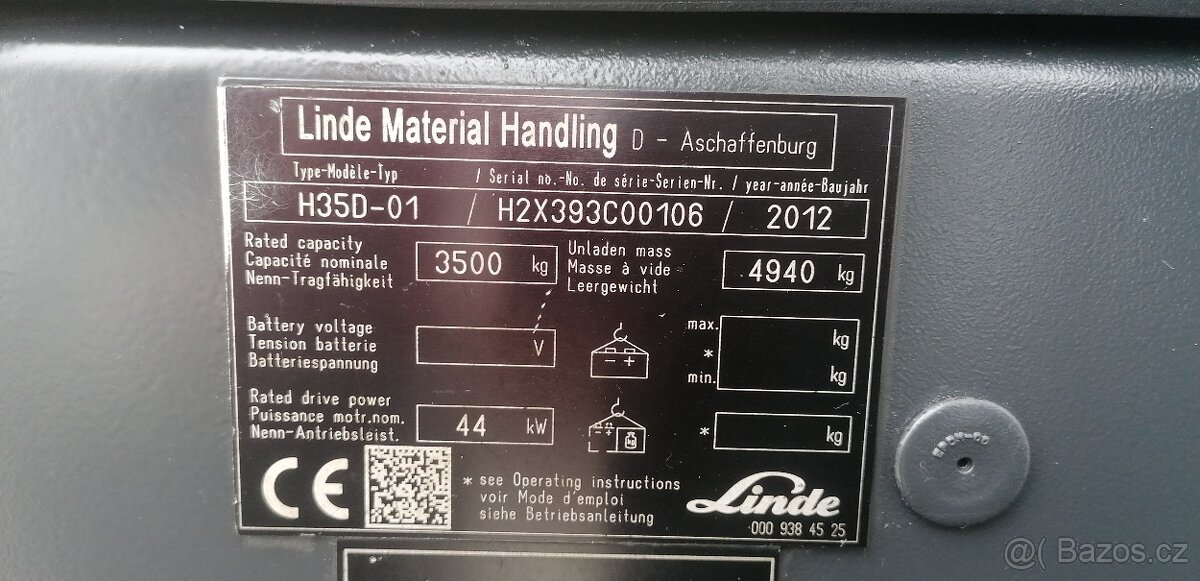 Linde Material Handling D - Aschaffenburg
Type-Modèle-Typ / Serial no.-No. de série-Serien-Nr. / year-année-Baujahr
H35D-01 / H2X393C00106 / 2012
Rated capacity
Capacité nominale
Nenn-Tragfähigkeit
3500 kg
Unladen mass
Masse à vide
Leergewicht
4940 kg
Battery voltage
Tension batterie
Batteriespannung
V
- +
max.
*
min.
kg
kg
Rated drive power
Puissance motr.nom.
Nenn-Antriebsleist.
44 kW
- +
kg
*
kg
CE
* see Operating instructions
voir Mode d'emploi
siehe Betriebsanleitung
Linde
000 938 45 25
@( Bazos.cz